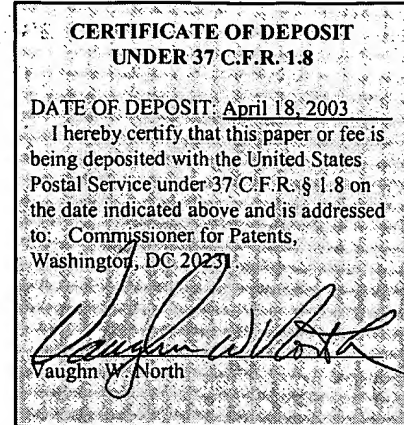 CERTIFICATE OF DEPOSIT
UNDER 37 C.F.R. 1.8
DATE OF DEPOSIT: April 18, 2003
I hereby certify that this paper or fee is
being deposited with the United States
Postal Service under 37 C.F.R. § 1.8 on
the date indicated above and is addressed
to: Commissioner for Patents,
Washington, DC 20231.
Vaughn W North
Vaughn W. North